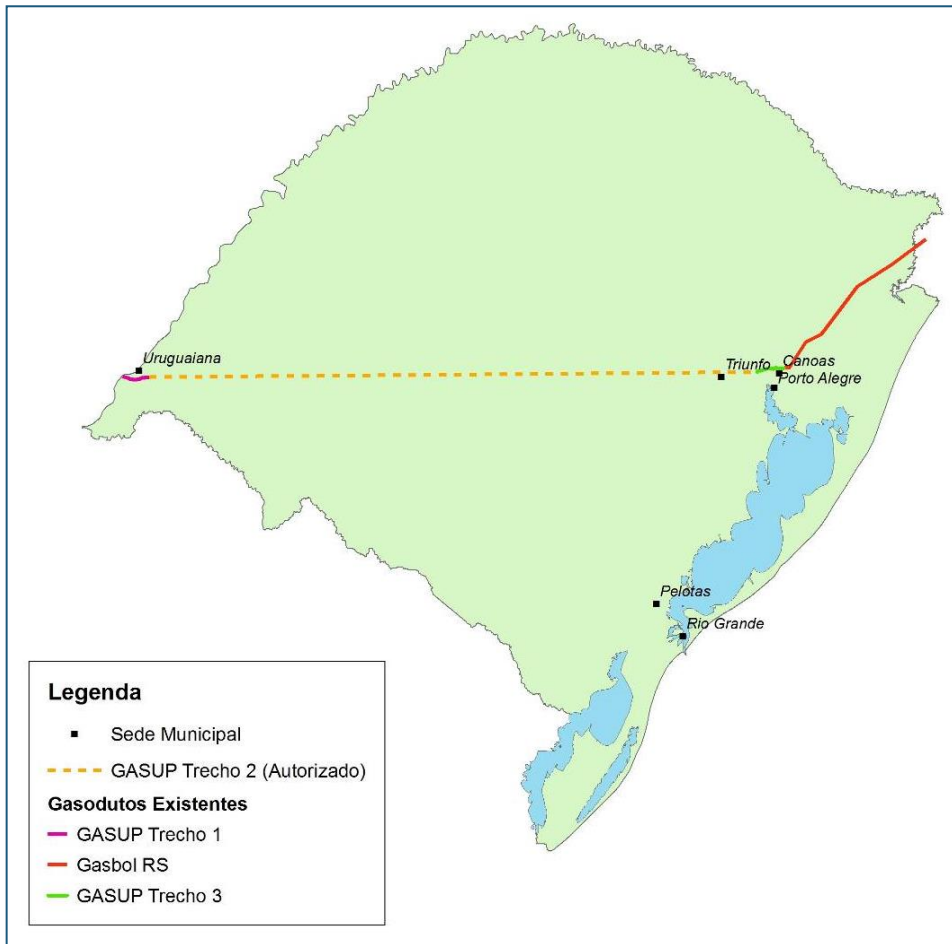 Uruguaiana
Triunfo
Canoas
Porto Alegre
Pelotas
Rio Grande
Legenda
Sede Municipal
GASUP Trecho 2 (Autorizado)
Gasodutos Existentes
GASUP Trecho 1
Gasbol RS
GASUP Trecho 3